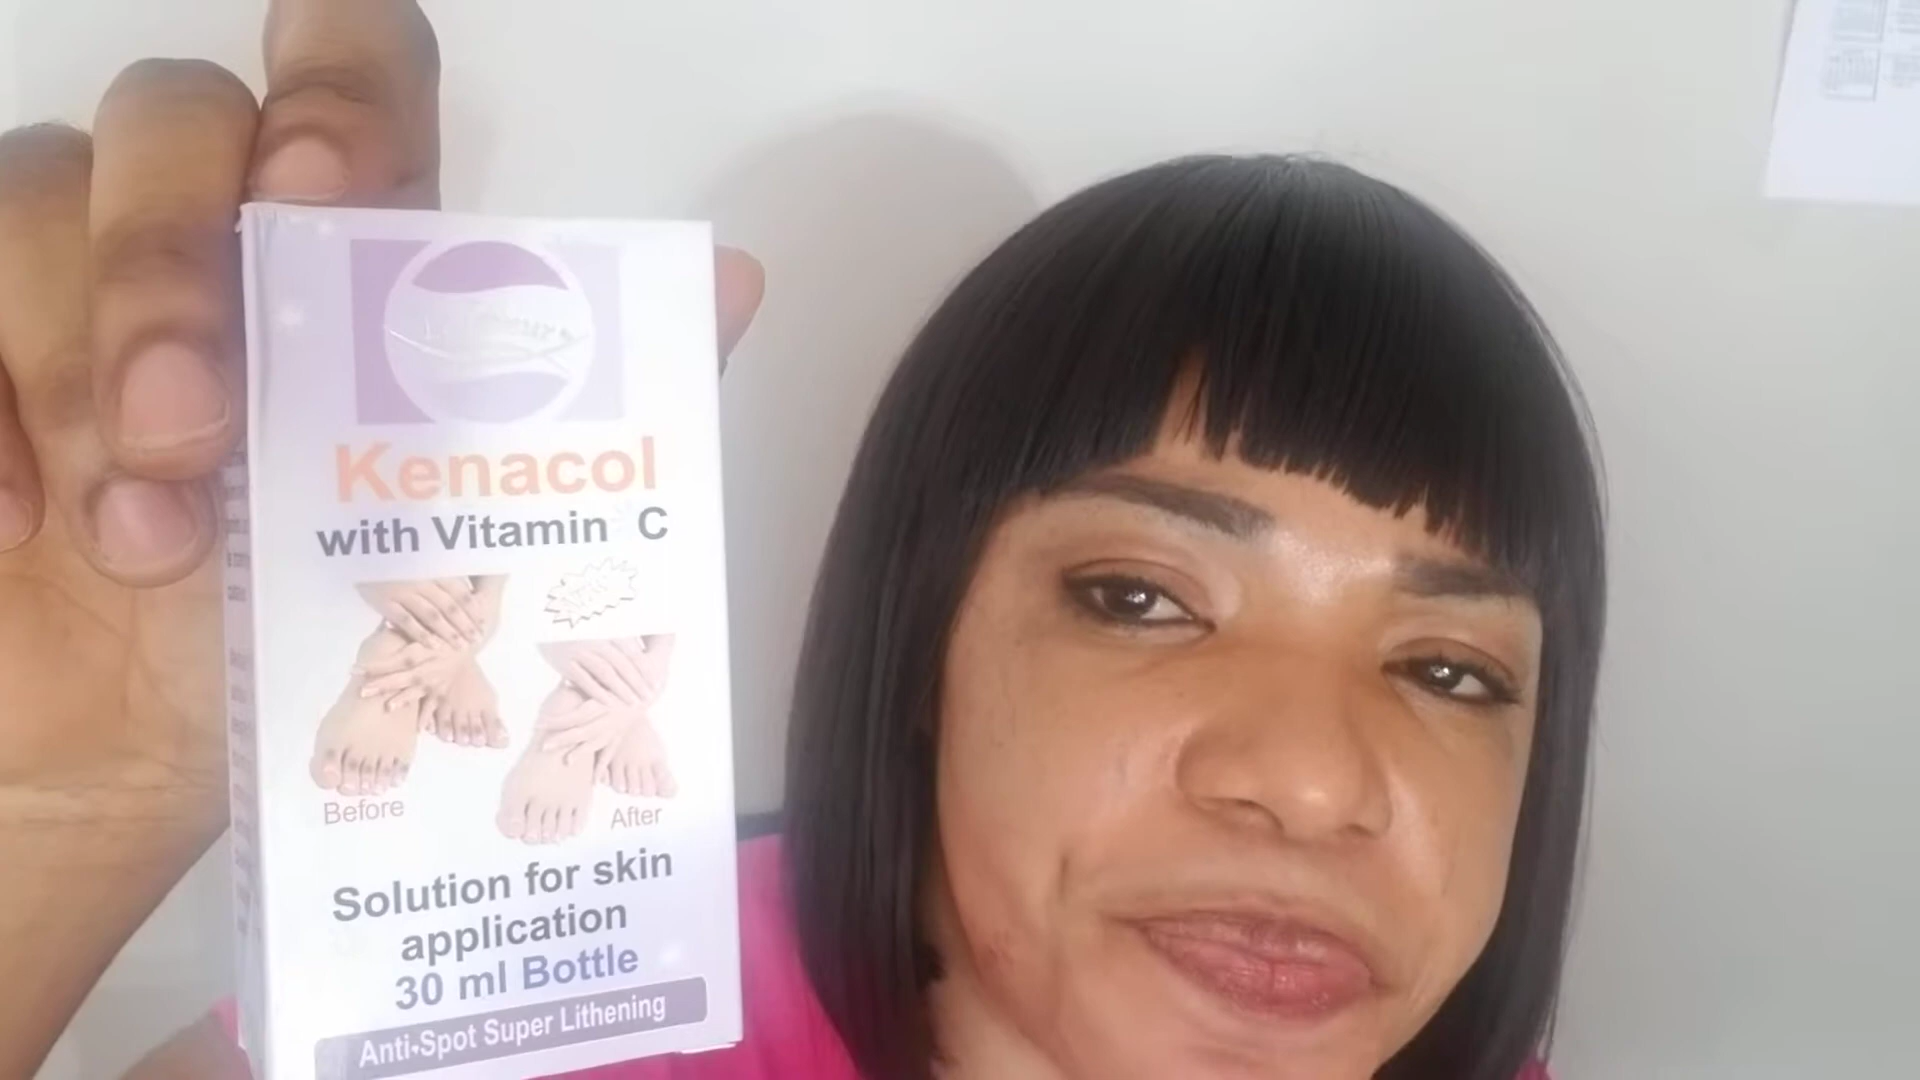 Kenacol
with Vitamin C
Before
After
Solution for skin
application
30 ml Bottle
Anti-Spot Super Lithening